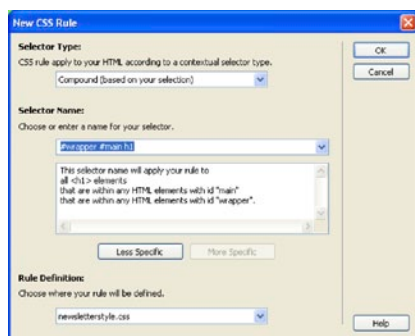 New CSS Rule
Selector Type:
OK
CSS rule apply to your HTML according to a contextual selector type.
Cancel
Compound (based on your selection)
Selector Name:
Choose or enter a name for your selector.
#wrapper #main h1
This selector name will apply your rule to
all <h1> elements
that are within any HTML elements with id "main"
that are within any HTML elements with id "wrapper".
Less Specific
More Specific
Rule Definition:
Choose where your rule will be defined.
newsletterstyle.css
Help